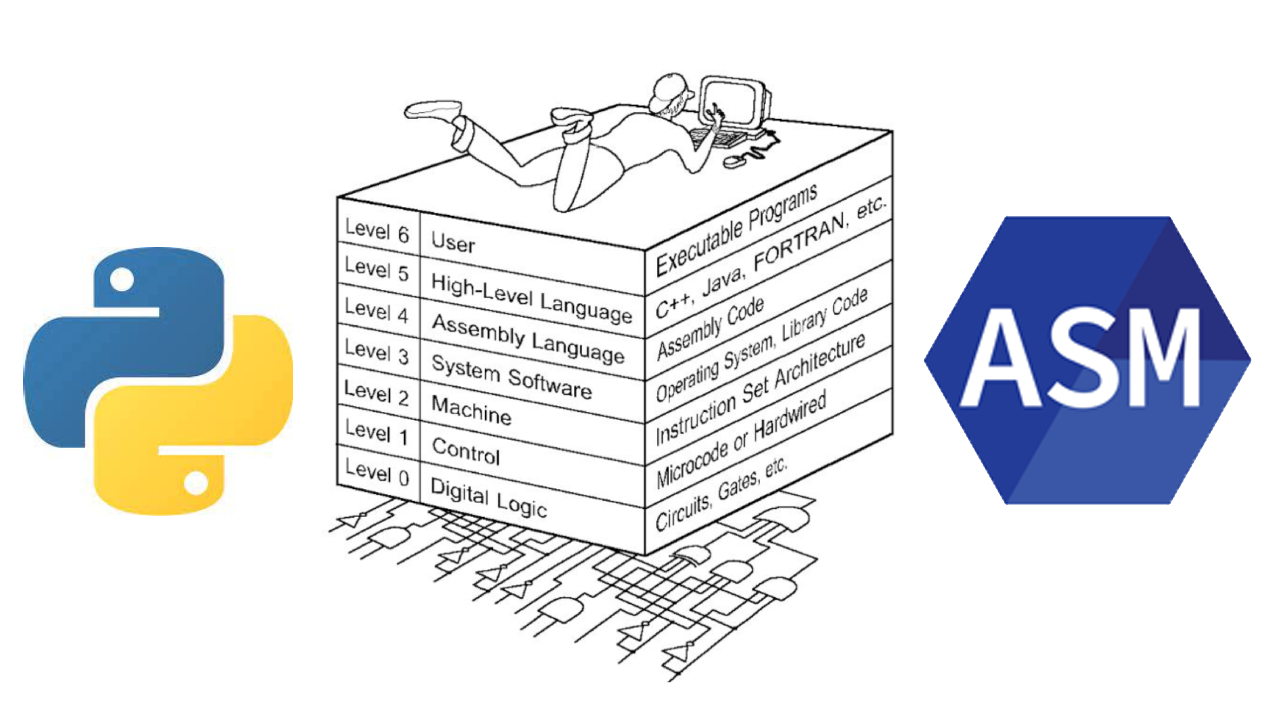 Level 6 User Executable Programs
Level 5 High-Level Language C++, Java, FORTRAN, etc.
Level 4 Assembly Language Assembly Code
Level 3 System Software Operating System, Library Code
Level 2 Machine Instruction Set Architecture
Level 1 Control Microcode or Hardwired
Level 0 Digital Logic Circuits, Gates, etc.
ASM